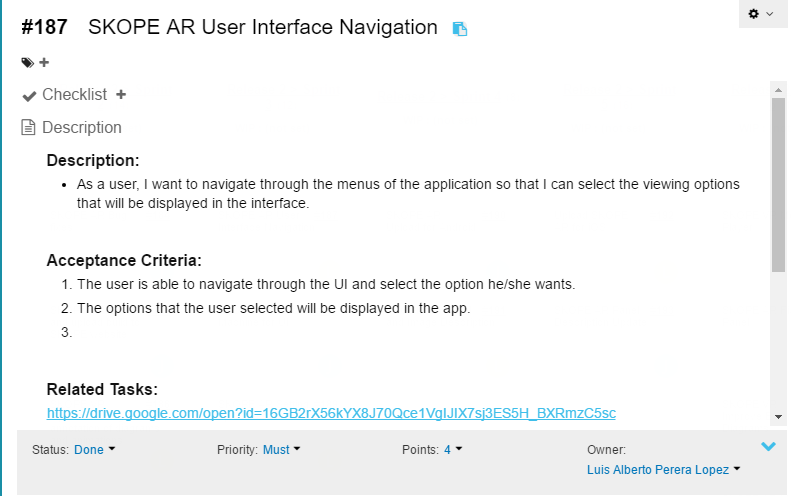 #187 SKOPE AR User Interface Navigation
Checklist
Description
Description:
• As a user, I want to navigate through the menus of the application so that I can select the viewing options
that will be displayed in the interface.
Acceptance Criteria:
1. The user is able to navigate through the UI and select the option he/she wants.
2. The options that the user selected will be displayed in the app.
3.
Related Tasks:
https://drive.google.com/open?id=16GB2rX56kYX8J70Qce1VgIJIX7sj3ES5H_BXRmzC5sc
Status: Done Priority: Must Points: 4 Owner:
Luis Alberto Perera Lopez